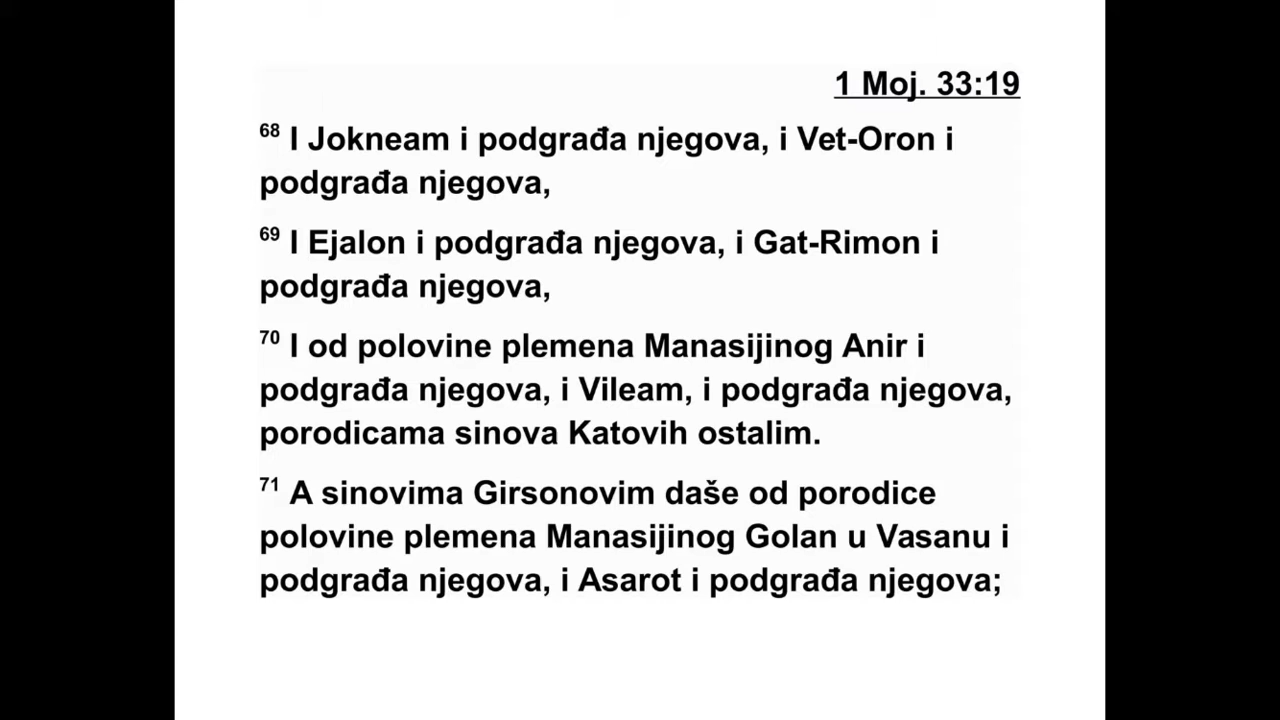 1 Moj. 33:19
68 I Jokneam i podgrađa njegova, i Vet-Oron i
podgrađa njegova,
69 I Ejalon i podgrađa njegova, i Gat-Rimon i
podgrađa njegova,
70 I od polovine plemena Manasijinog Anir i
podgrađa njegova, i Vileam, i podgrađa njegova,
porodicama sinova Katovih ostalim.
71 A sinovima Girsonovim daše od porodice
polovine plemena Manasijinog Golan u Vasanu i
podgrađa njegova, i Asarot i podgrađa njegova;